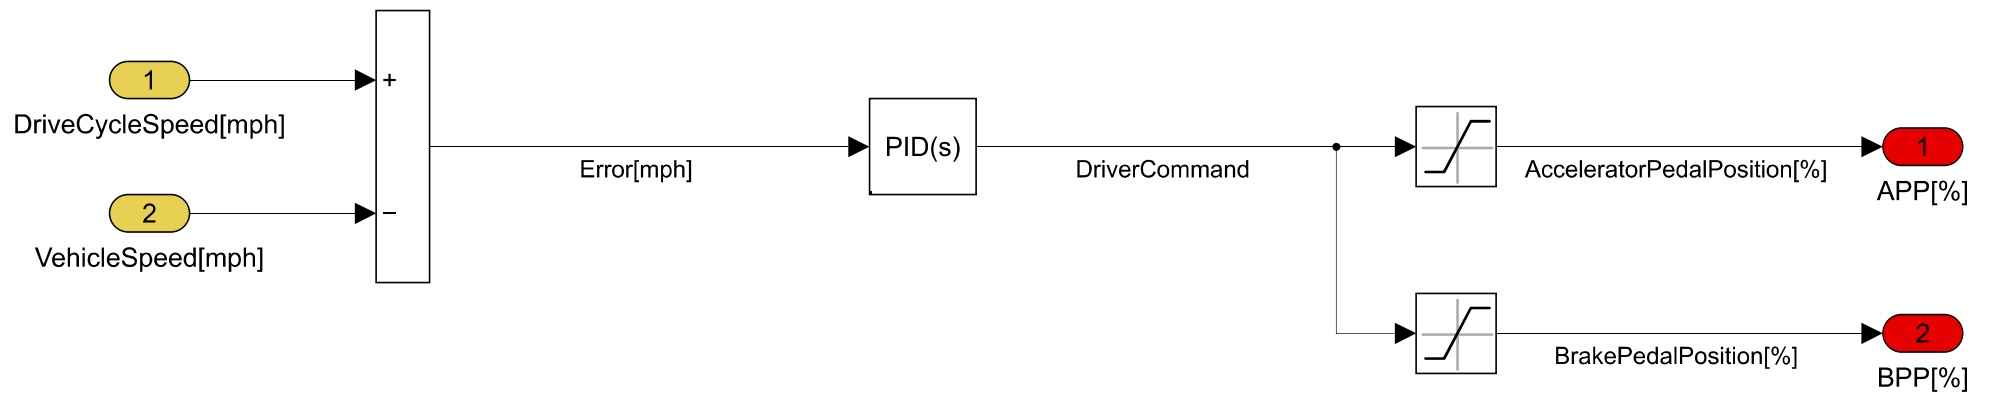 1
+
DriveCycleSpeed[mph]
2
−
VehicleSpeed[mph]
Error[mph]
PID(s)
DriverCommand
AcceleratorPedalPosition[%]
1
APP[%]
BrakePedalPosition[%]
2
BPP[%]